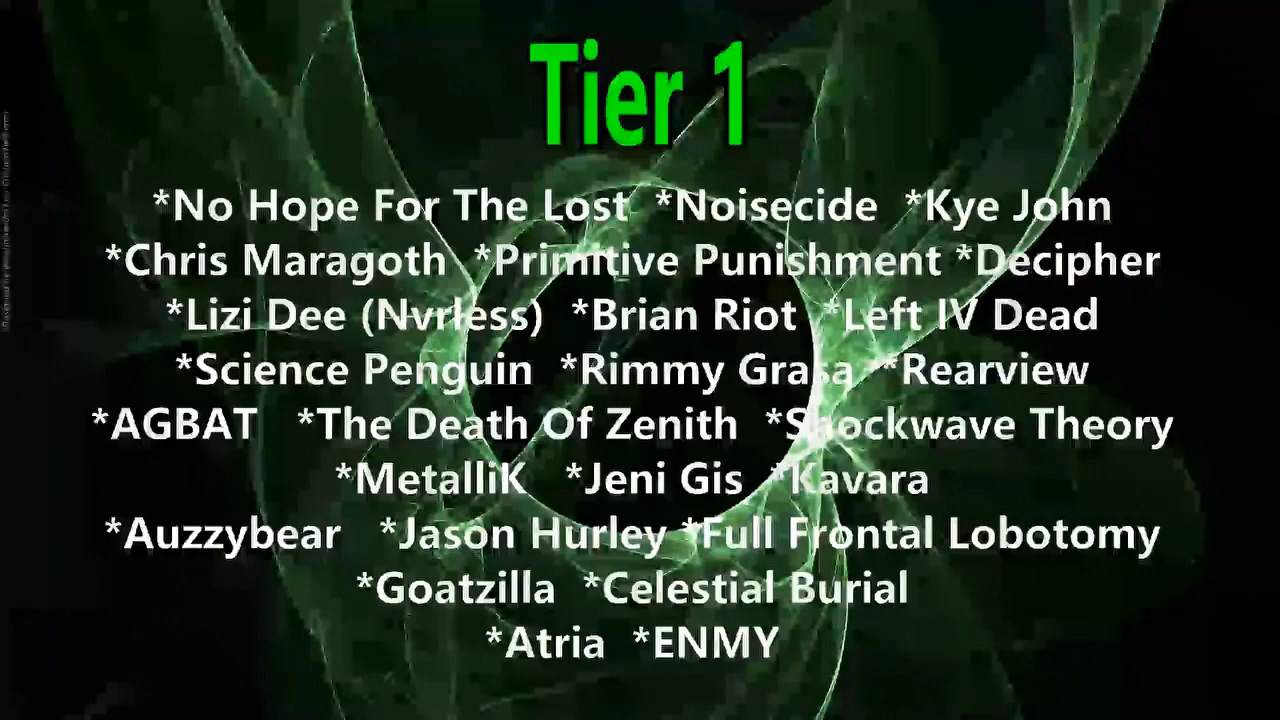 Tier 1
*No Hope For The Lost *Noisecide *Kye John
*Chris Maragoth *Primitive Punishment *Decipher
*Lizi Dee (Nvrless) *Brian Riot *Left IV Dead
*Science Penguin *Rimmy Grasa *Rearview
*AGBAT *The Death Of Zenith *Shockwave Theory
*MetalliK *Jeni Gis *Kavara
*Auzzybear *Jason Hurley *Full Frontal Lobotomy
*Goatzilla *Celestial Burial
*Atria *ENMY